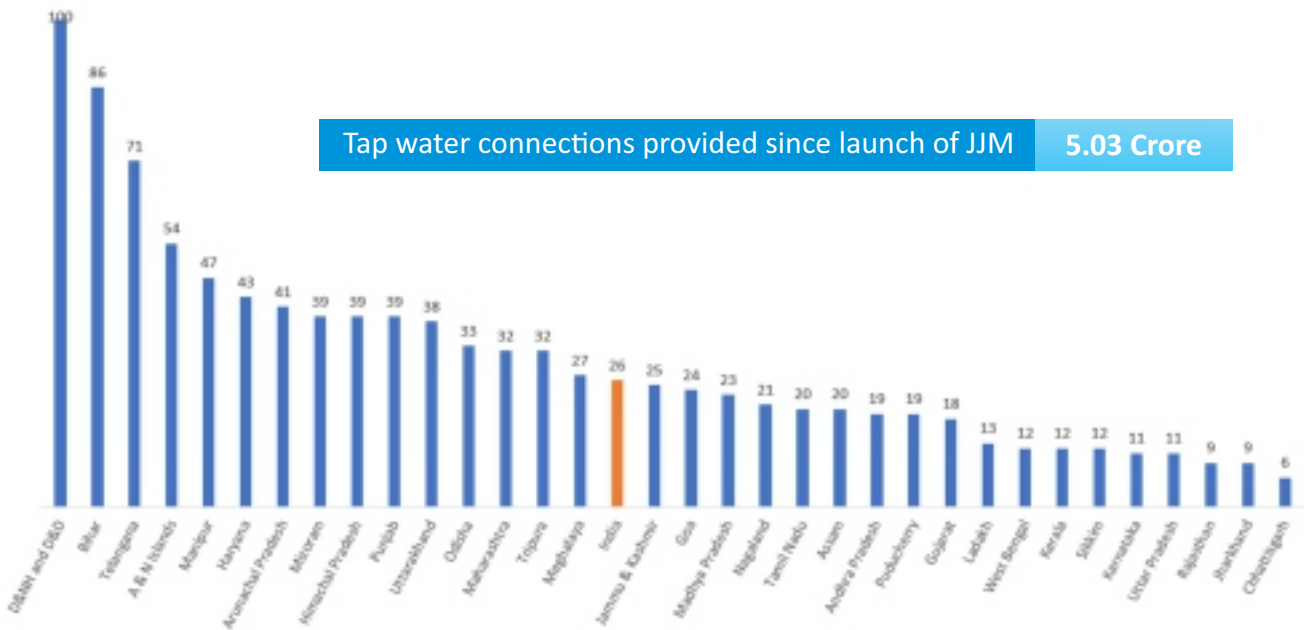 100
86
71
54
47
43
41
39
39
39
38
33
32
32
27
26
25
24
23
21
20
20
19
19
18
13
12
12
12
11
11
9
9
6
Tap water connections provided since launch of JJM 5.03 Crore
D&NH and D&D
Bihar
Telangana
A & N Islands
Manipur
Haryana
Arunachal Pradesh
Mizoram
Himachal Pradesh
Punjab
Uttarakhand
Odisha
Maharashtra
Tripura
Meghalaya
India
Jammu & Kashmir
Goa
Madhya Pradesh
Nagaland
Tamil Nadu
Assam
Andhra Pradesh
Puducherry
Gujarat
Ladakh
West Bengal
Kerala
Sikkim
Karnataka
Uttar Pradesh
Rajasthan
Jharkhand
Chhattisgarh